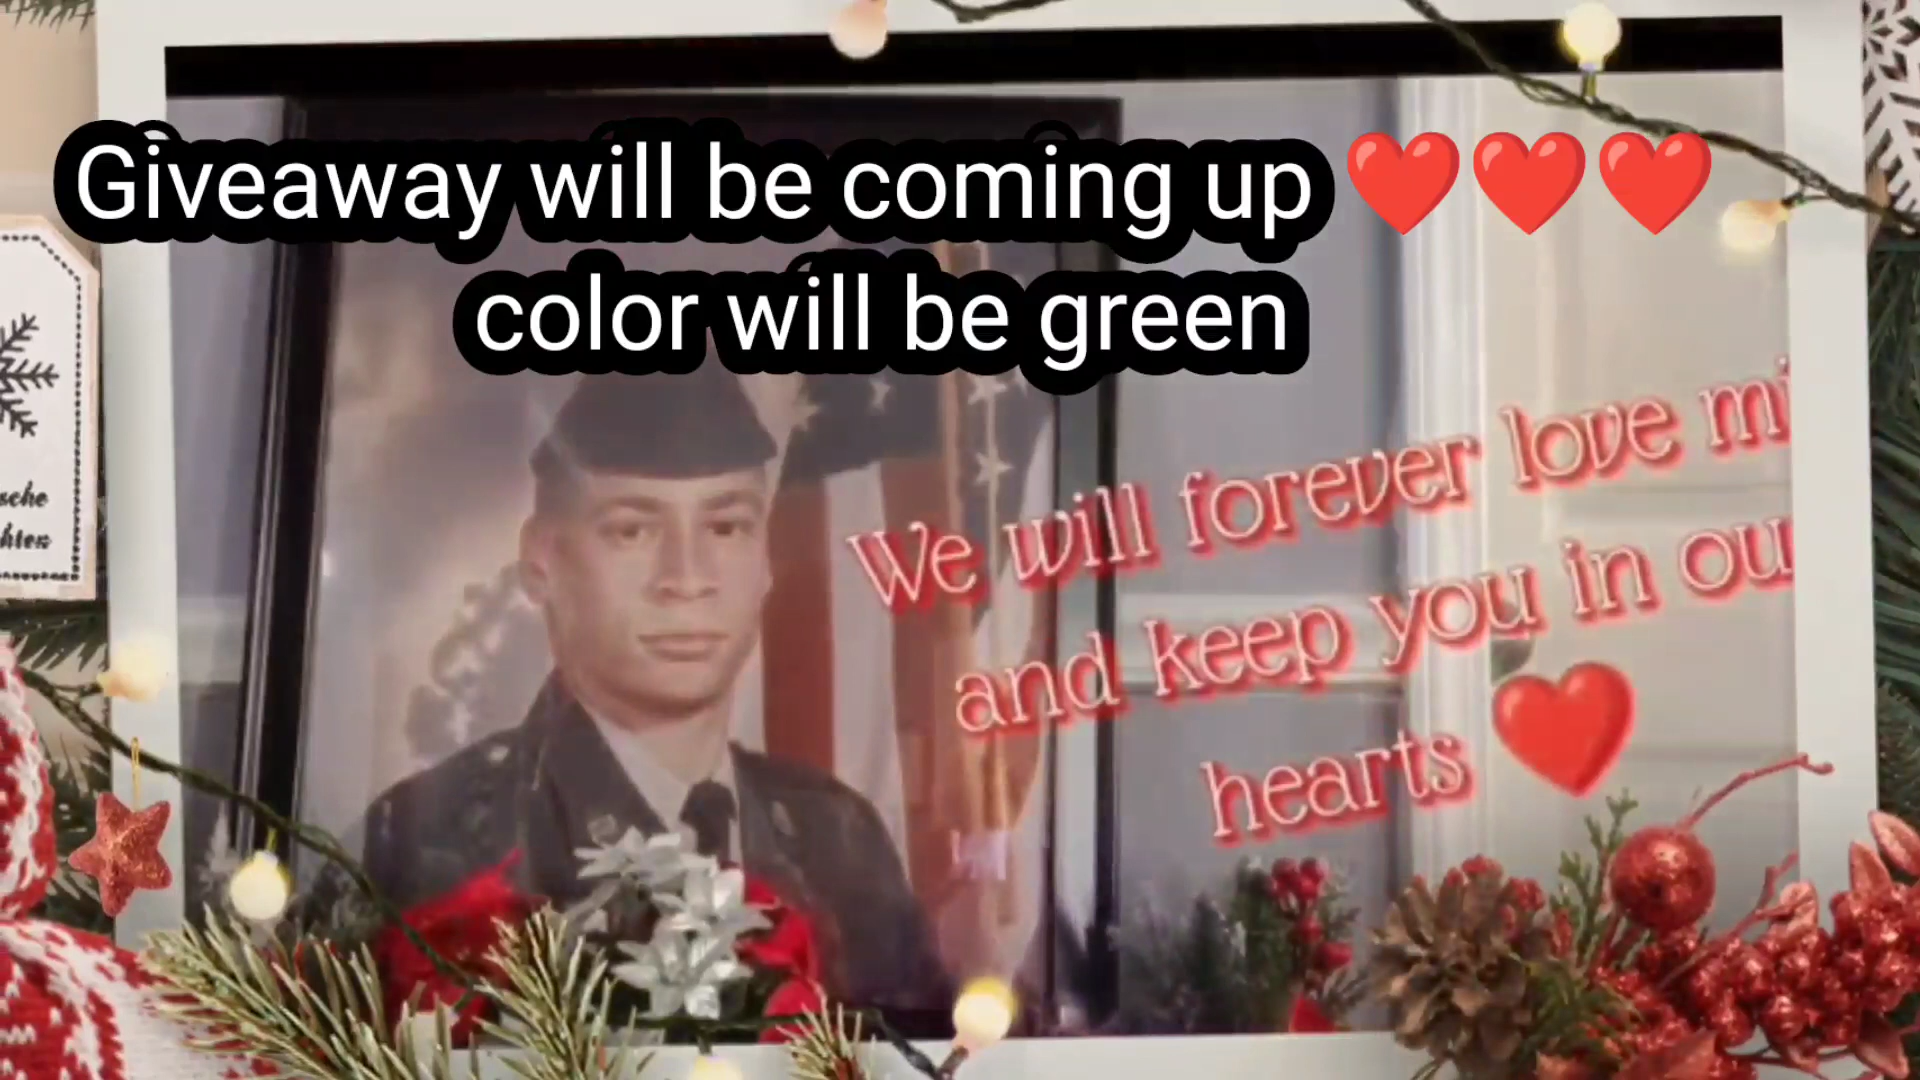 Giveaway will be coming up ❤️❤️❤️
color will be green
We will forever love
and keep you in
hearts ❤️